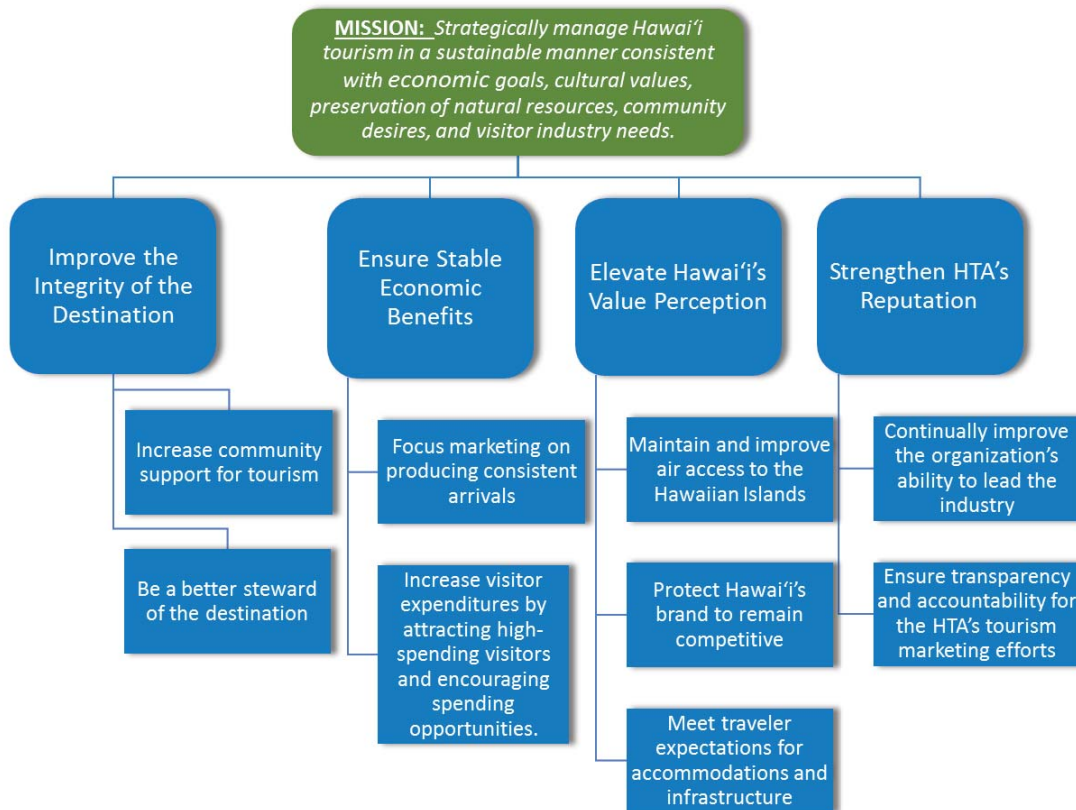 MISSION: Strategically manage Hawai‘i
tourism in a sustainable manner consistent
with economic goals, cultural values,
preservation of natural resources, community
desires, and visitor industry needs.
Improve the
Integrity of the
Destination
Increase community
support for tourism
Be a better steward
of the destination
Ensure Stable
Economic
Benefits
Focus marketing on
producing consistent
arrivals
Increase visitor
expenditures by
attracting high-
spending visitors
and encouraging
spending
opportunities.
Elevate Hawai‘i’s
Value Perception
Maintain and improve
air access to the
Hawaiian Islands
Protect Hawai‘i’s
brand to remain
competitive
Meet traveler
expectations for
accommodations and
infrastructure
Strengthen HTA’s
Reputation
Continually improve
the organization’s
ability to lead the
industry
Ensure transparency
and accountability for
the HTA’s tourism
marketing efforts